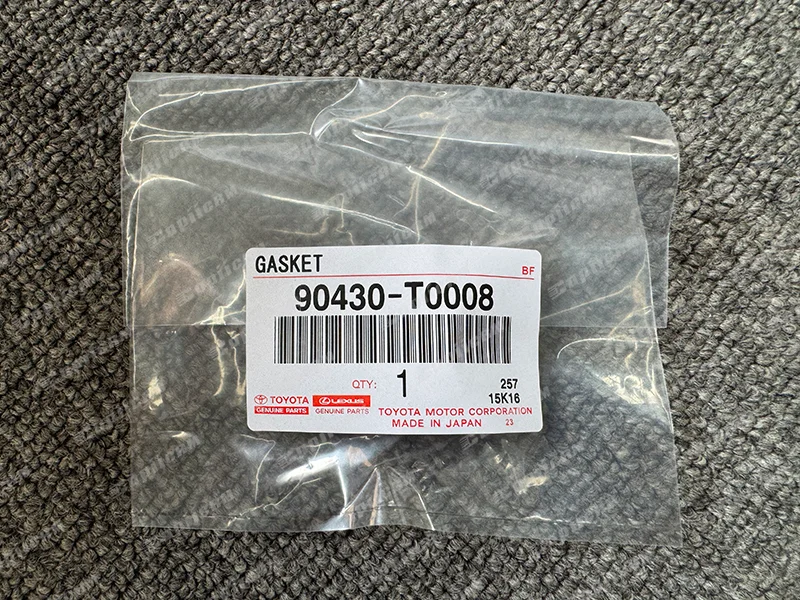 GASKET
BF
90430-T0008
QTY: 1
257
15K16
TOYOTA LEXUS
GENUINE PARTS GENUINE PARTS
TOYOTA MOTOR CORPORATION
MADE IN JAPAN 23